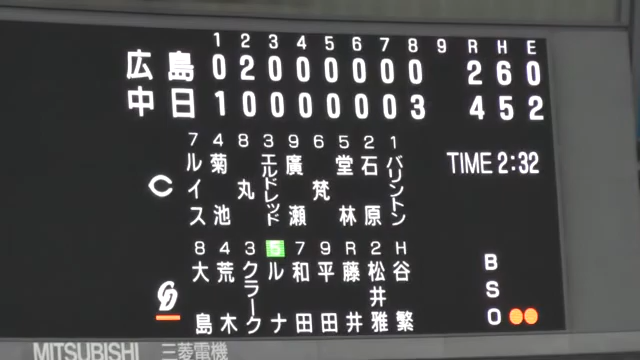 1 2 3 4 5 6 7 8 9 R H E
広島 0 2 0 0 0 0 0 0 2 6 0
中日 1 0 0 0 0 0 0 3 4 5 2
7 4 8 3 9 6 5 2 1
ルイス 菊池 丸 エルドレッド 廣瀬 梵 堂林 石原 バリントン
C
TIME 2:32
8 4 3 5 7 9 R 2 H
大島 荒木 クラーク ルナ 和田 平田 藤井 松井雅 谷繁
CD
B
S
O
MITSUBISHI 三菱電機